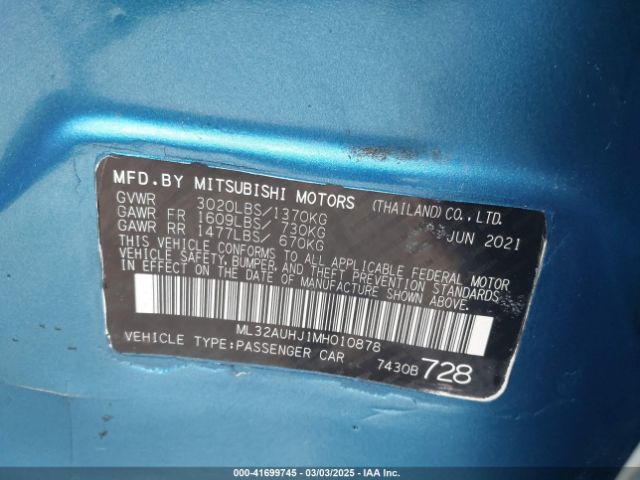 MFD.BY MITSUBISHI MOTORS (THAILAND) CO., LTD.
GVWR 3020LBS/1370KG
GAWR FR 1609LBS/ 730KG JUN 2021
GAWR RR 1477LBS/ 670KG
THIS VEHICLE CONFORMS TO ALL APPLICABLE FEDERAL MOTOR
VEHICLE SAFETY, BUMPER, AND THEFT PREVENTION STANDARDS
IN EFFECT ON THE DATE OF MANUFACTURE SHOWN ABOVE.
ML32AUHJ1MH010878
VEHICLE TYPE:PASSENGER CAR 7430B 728
000-41699745 - 03/03/2025 - IAA Inc.